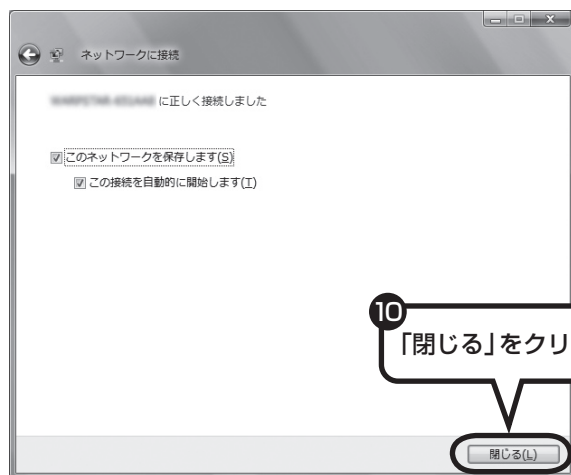 ネットワークに接続
に正しく接続しました
このネットワークを保存します(S)
この接続を自動的に開始します(T)
10
「閉じる」をクリ
閉じる(L)